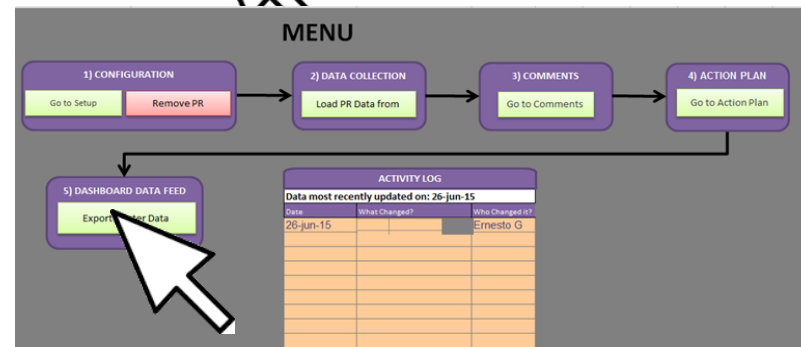 MENU
1) CONFIGURATION
Go to Setup
Remove PR
2) DATA COLLECTION
Load PR Data from
3) COMMENTS
Go to Comments
4) ACTION PLAN
Go to Action Plan
5) DASHBOARD DATA FEED
Export Data
ACTIVITY LOG
Data most recently updated on: 26-jun-15
Date What Changed? Who Changed it?
26-jun-15 Ernesto G